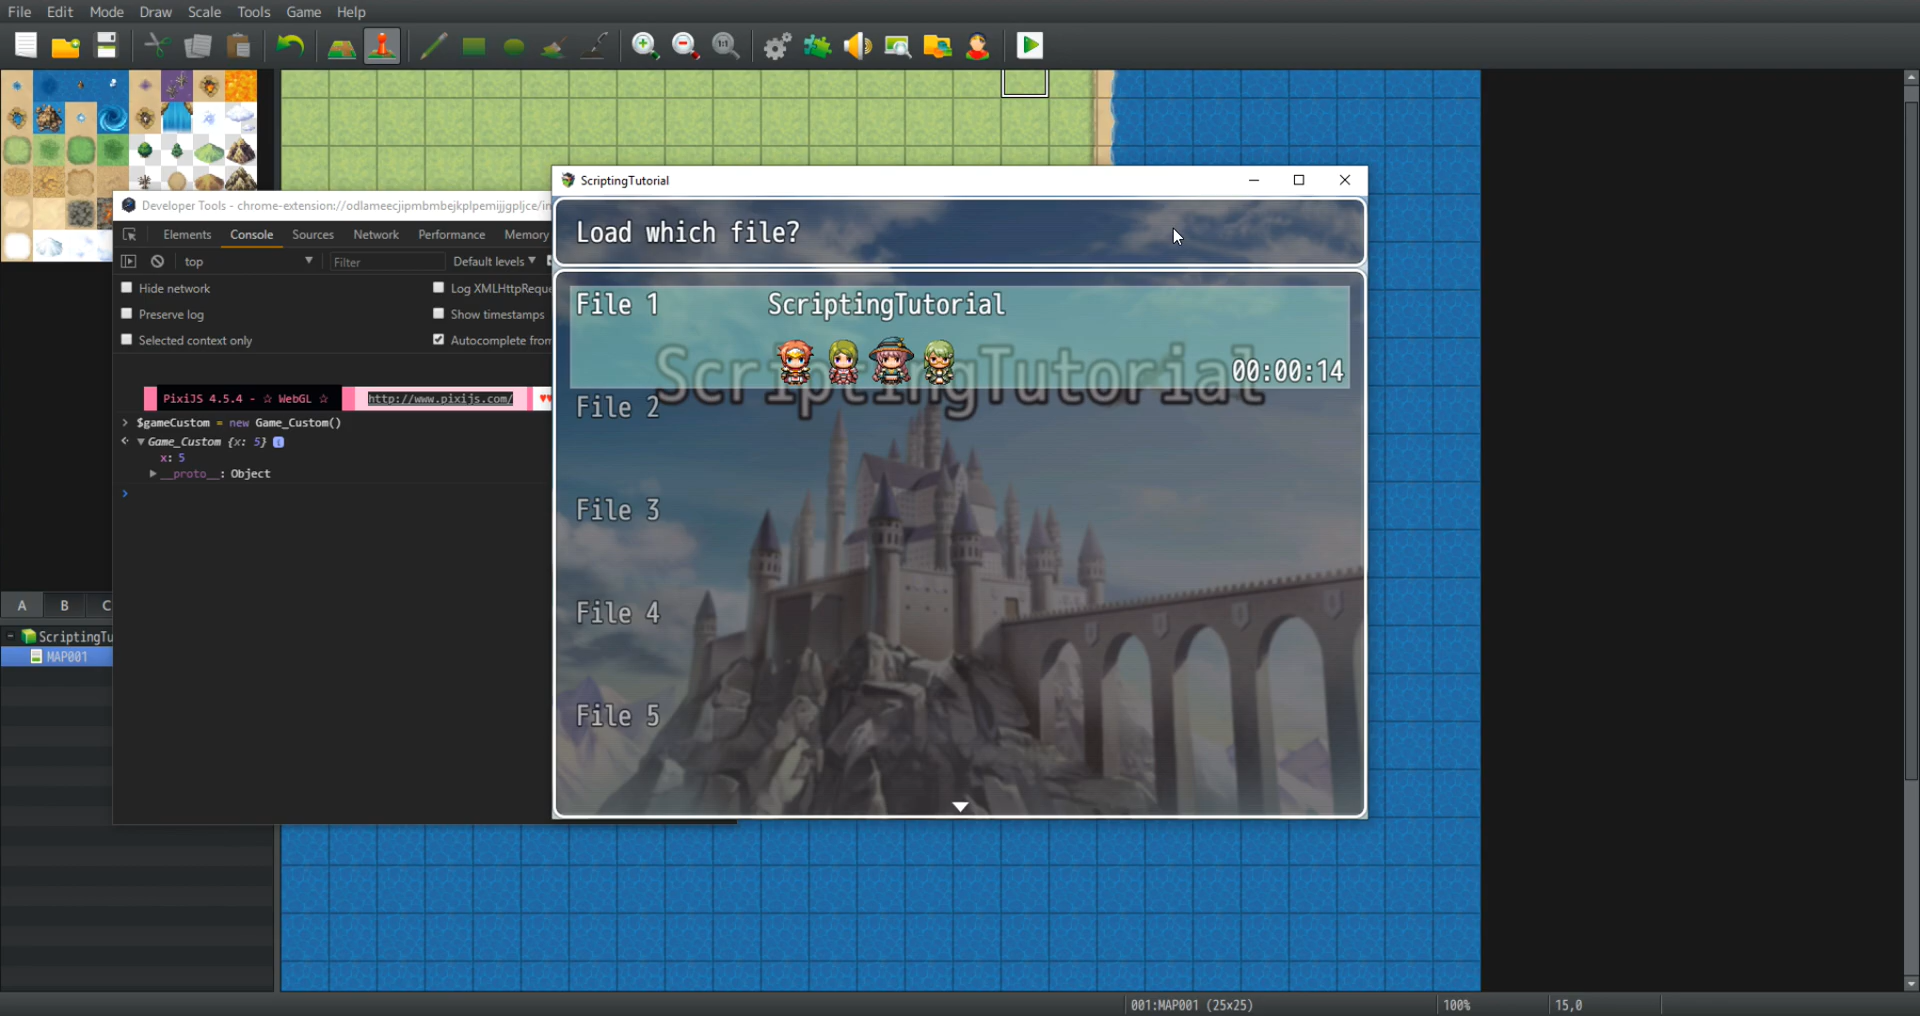 File Edit Mode Draw Scale Tools Game Help
1:1
ScriptingTutorial
Load which file?
File 1 ScriptingTutorial
00:00:14
ScriptingTutorial
File 2
File 3
File 4
File 5
Developer Tools - chrome-extension://odlameecjipmbmbejkplpemijjgpljce/in
Elements Console Sources Network Performance Memory
top Filter Default levels
Hide network Log XMLHttpReque
Preserve log Show timestamps
Selected context only Autocomplete from
PixiJS 4.5.4 - ☆ WebGL ☆ http://www.pixijs.com/ ♥♥
> $gameCustom = new Game_Custom()
Game_Custom {x: 5} i
x: 5
__proto__: Object
>
A B C
ScriptingTu
MAP001
001:MAP001 (25x25) 100% 15,0